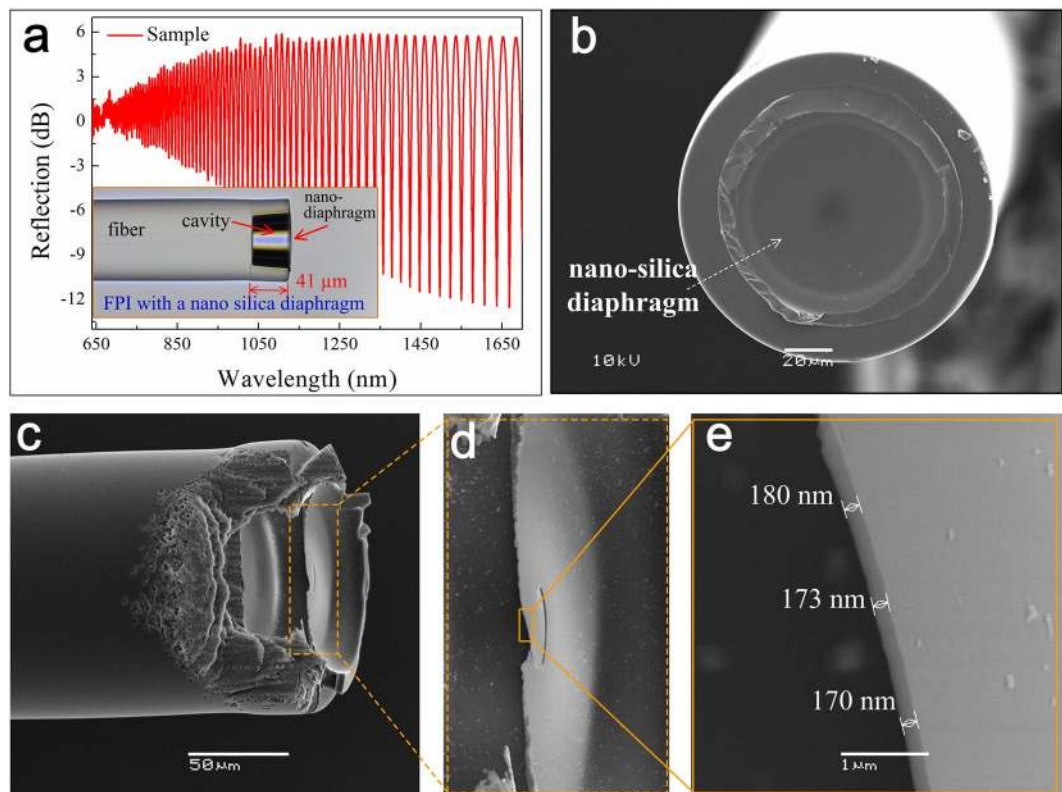 a
Sample
Reflection (dB)
6
3
0
-3
-6
-9
-12
fiber
cavity
nano-
diaphragm
41 µm
FPI with a nano silica diaphragm
650
850
1050
1250
1450
1650
Wavelength (nm)
b
nano-silica
diaphragm
10kV
20µm
c
50µm
d
e
180 nm
173 nm
170 nm
1µm